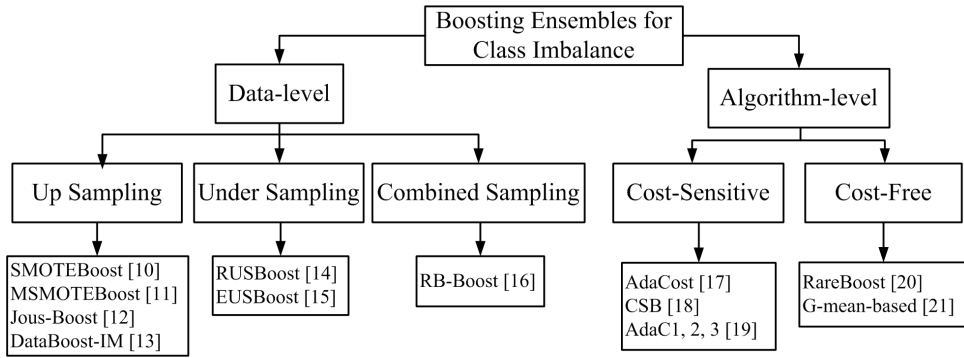 Boosting Ensembles for
Class Imbalance
Data-level
Algorithm-level
Up Sampling
Under Sampling
Combined Sampling
Cost-Sensitive
Cost-Free
SMOTEBoost [10]
MSMOTEBoost [11]
Jous-Boost [12]
DataBoost-IM [13]
RUSBoost [14]
EUSBoost [15]
RB-Boost [16]
AdaCost [17]
CSB [18]
AdaC1, 2, 3 [19]
RareBoost [20]
G-mean-based [21]